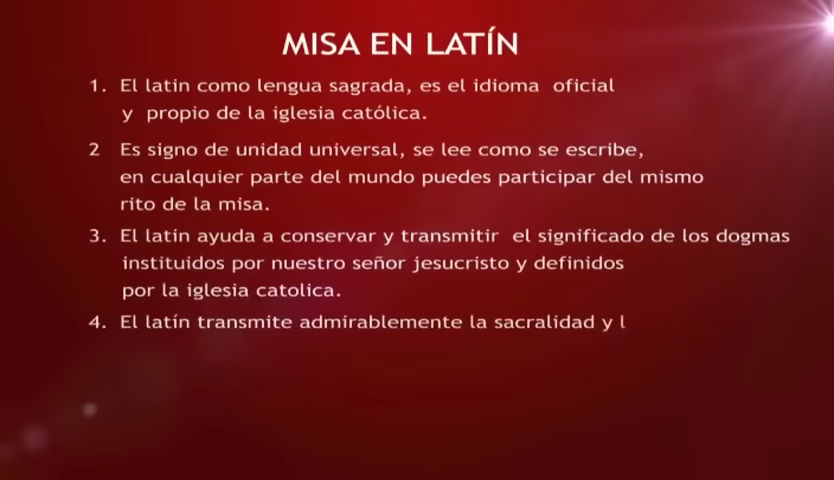 MISA EN LATÍN
1. El latin como lengua sagrada, es el idioma oficial
y propio de la iglesia católica.
2 Es signo de unidad universal, se lee como se escribe,
en cualquier parte del mundo puedes participar del mismo
rito de la misa.
3. El latin ayuda a conservar y transmitir el significado de los dogmas
instituidos por nuestro señor jesucristo y definidos
por la iglesia catolica.
4. El latín transmite admirablemente la sacralidad y l